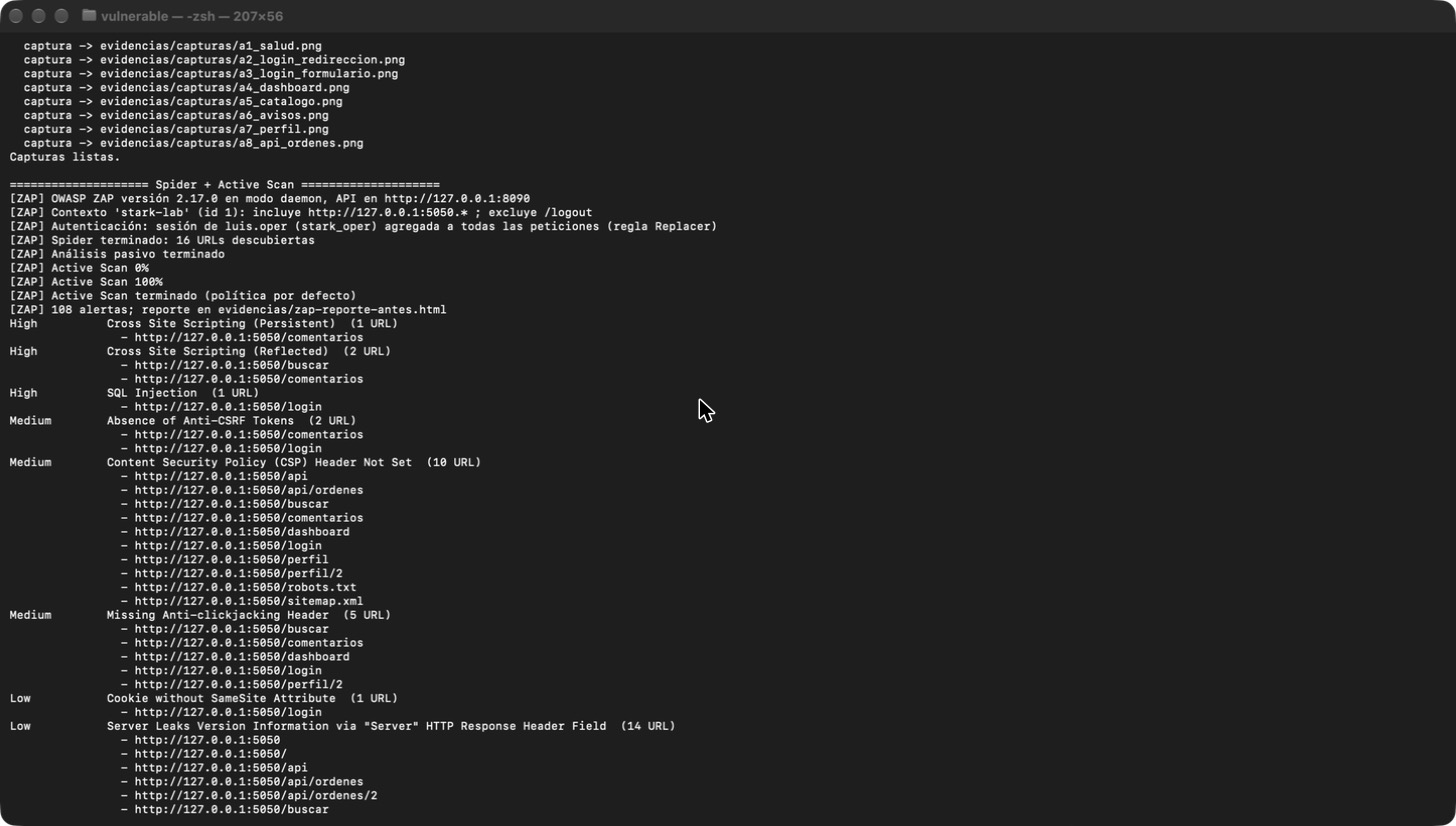 vulnerable — -zsh — 207×56
captura -> evidencias/capturas/a1_salud.png
captura -> evidencias/capturas/a2_login_redireccion.png
captura -> evidencias/capturas/a3_login_formulario.png
captura -> evidencias/capturas/a4_dashboard.png
captura -> evidencias/capturas/a5_catalogo.png
captura -> evidencias/capturas/a6_avisos.png
captura -> evidencias/capturas/a7_perfil.png
captura -> evidencias/capturas/a8_api_ordenes.png
Capturas listas.
==================== Spider + Active Scan ====================
[ZAP] OWASP ZAP versión 2.17.0 en modo daemon, API en http://127.0.0.1:8090
[ZAP] Contexto 'stark-lab' (id 1): incluye http://127.0.0.1:5050.* ; excluye /logout
[ZAP] Autenticación: sesión de luis.oper (stark_oper) agregada a todas las peticiones (regla Replacer)
[ZAP] Spider terminado: 16 URLs descubiertas
[ZAP] Análisis pasivo terminado
[ZAP] Active Scan 0%
[ZAP] Active Scan 100%
[ZAP] Active Scan terminado (política por defecto)
[ZAP] 108 alertas; reporte en evidencias/zap-reporte-antes.html
High Cross Site Scripting (Persistent) (1 URL)
- http://127.0.0.1:5050/comentarios
High Cross Site Scripting (Reflected) (2 URL)
- http://127.0.0.1:5050/buscar
- http://127.0.0.1:5050/comentarios
High SQL Injection (1 URL)
- http://127.0.0.1:5050/login
Medium Absence of Anti-CSRF Tokens (2 URL)
- http://127.0.0.1:5050/comentarios
- http://127.0.0.1:5050/login
Medium Content Security Policy (CSP) Header Not Set (10 URL)
- http://127.0.0.1:5050/api
- http://127.0.0.1:5050/api/ordenes
- http://127.0.0.1:5050/buscar
- http://127.0.0.1:5050/comentarios
- http://127.0.0.1:5050/dashboard
- http://127.0.0.1:5050/login
- http://127.0.0.1:5050/perfil
- http://127.0.0.1:5050/perfil/2
- http://127.0.0.1:5050/robots.txt
- http://127.0.0.1:5050/sitemap.xml
Medium Missing Anti-clickjacking Header (5 URL)
- http://127.0.0.1:5050/buscar
- http://127.0.0.1:5050/comentarios
- http://127.0.0.1:5050/dashboard
- http://127.0.0.1:5050/login
- http://127.0.0.1:5050/perfil/2
Low Cookie without SameSite Attribute (1 URL)
- http://127.0.0.1:5050/login
Low Server Leaks Version Information via "Server" HTTP Response Header Field (14 URL)
- http://127.0.0.1:5050
- http://127.0.0.1:5050/
- http://127.0.0.1:5050/api
- http://127.0.0.1:5050/api/ordenes
- http://127.0.0.1:5050/api/ordenes/2
- http://127.0.0.1:5050/buscar